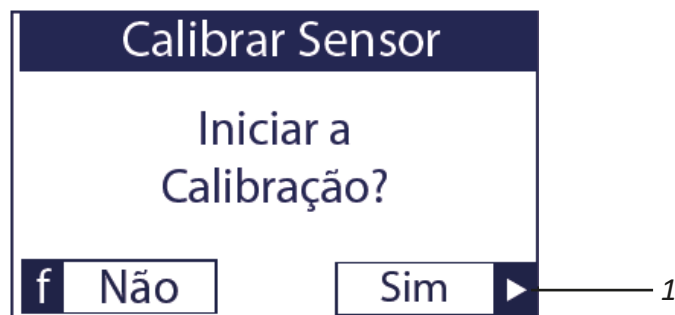 Calibrar Sensor
Iniciar a
Calibração?
f Não Sim ▶ 1